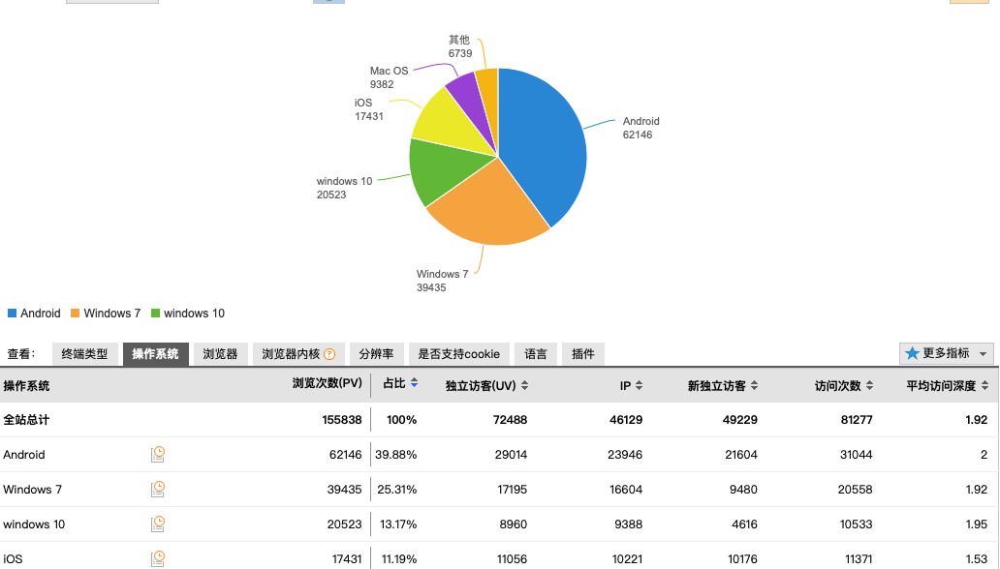 其他
6739
Mac OS
9382
iOS
17431
Android
62146
windows 10
20523
Windows 7
39435
Android Windows 7 windows 10
查看： 终端类型 操作系统 浏览器 浏览器内核 ? 分辨率 是否支持cookie 语言 插件 更多指标
操作系统 浏览次数(PV) 占比 独立访客(UV) IP 新独立访客 访问次数 平均访问深度
全站总计 155838 100% 72488 46129 49229 81277 1.92
Android 62146 39.88% 29014 23946 21604 31044 2
Windows 7 39435 25.31% 17195 16604 9480 20558 1.92
windows 10 20523 13.17% 8960 9388 4616 10533 1.95
iOS 17431 11.19% 11056 10221 10176 11371 1.53